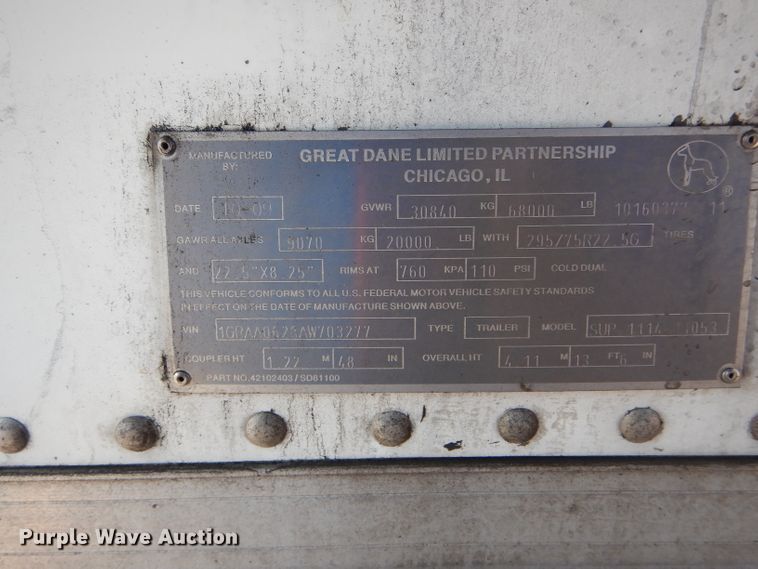 MANUFACTURED BY: GREAT DANE LIMITED PARTNERSHIP
CHICAGO, IL
®
DATE 10-09 GVWR 30840 KG 68000 LB
GAWR ALL AXLES 9070 KG 20000 LB WITH 295/75R22.5G TIRES
AND 22.5"X8.25" RIMS AT 760 KPA 110 PSI COLD DUAL
THIS VEHICLE CONFORMS TO ALL U.S. FEDERAL MOTOR VEHICLE SAFETY STANDARDS
IN EFFECT ON THE DATE OF MANUFACTURE SHOWN ABOVE.
VIN TYPE TRAILER MODEL
COUPLER HT 1.22 M 48 IN OVERALL HT 4.11 M 13 FT 6 IN
PART NO. 42102403 / SD81100
Purple Wave Auction